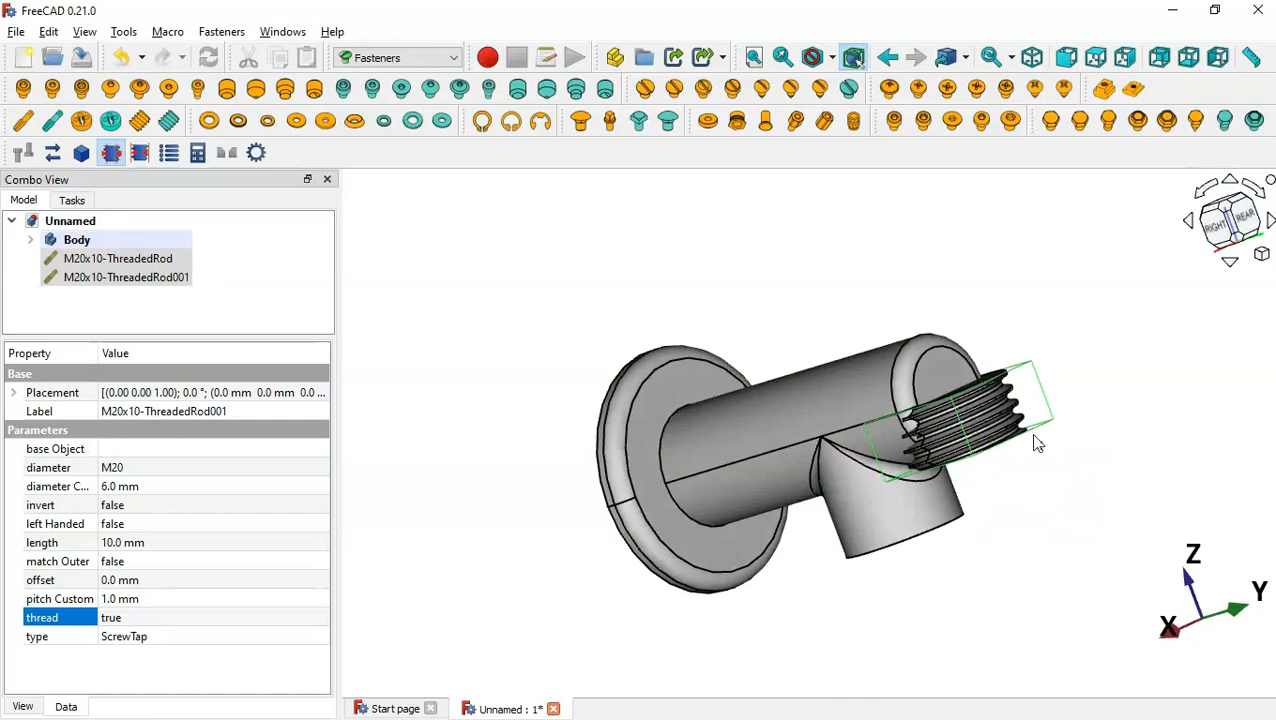 FreeCAD 0.21.0
File Edit View Tools Macro Fasteners Windows Help
Fasteners
Combo View
Model Tasks
Unnamed
Body
M20x10-ThreadedRod
M20x10-ThreadedRod001
Property Value
Base
Placement [(0.00 0.00 1.00); 0.0 °; (0.0 mm 0.0 mm 0.0 ...
Label M20x10-ThreadedRod001
Parameters
base Object
diameter M20
diameter C... 6.0 mm
invert false
left Handed false
length 10.0 mm
match Outer false
offset 0.0 mm
pitch Custom 1.0 mm
thread true
type ScrewTap
View Data
RIGHT REAR
Z
Y
X
Start page Unnamed : 1*